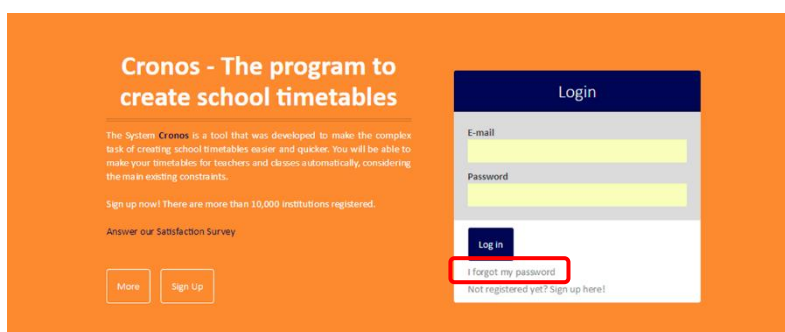 Cronos - The program to
create school timetables
The System Cronos is a tool that was developed to make the complex
task of creating school timetables easier and quicker. You will be able to
make your timetables for teachers and classes automatically, considering
the main existing constraints.
Sign up now! There are more than 10,000 institutions registered.
Answer our Satisfaction Survey
More
Sign Up
Login
E-mail
Password
Log in
I forgot my password
Not registered yet? Sign up here!